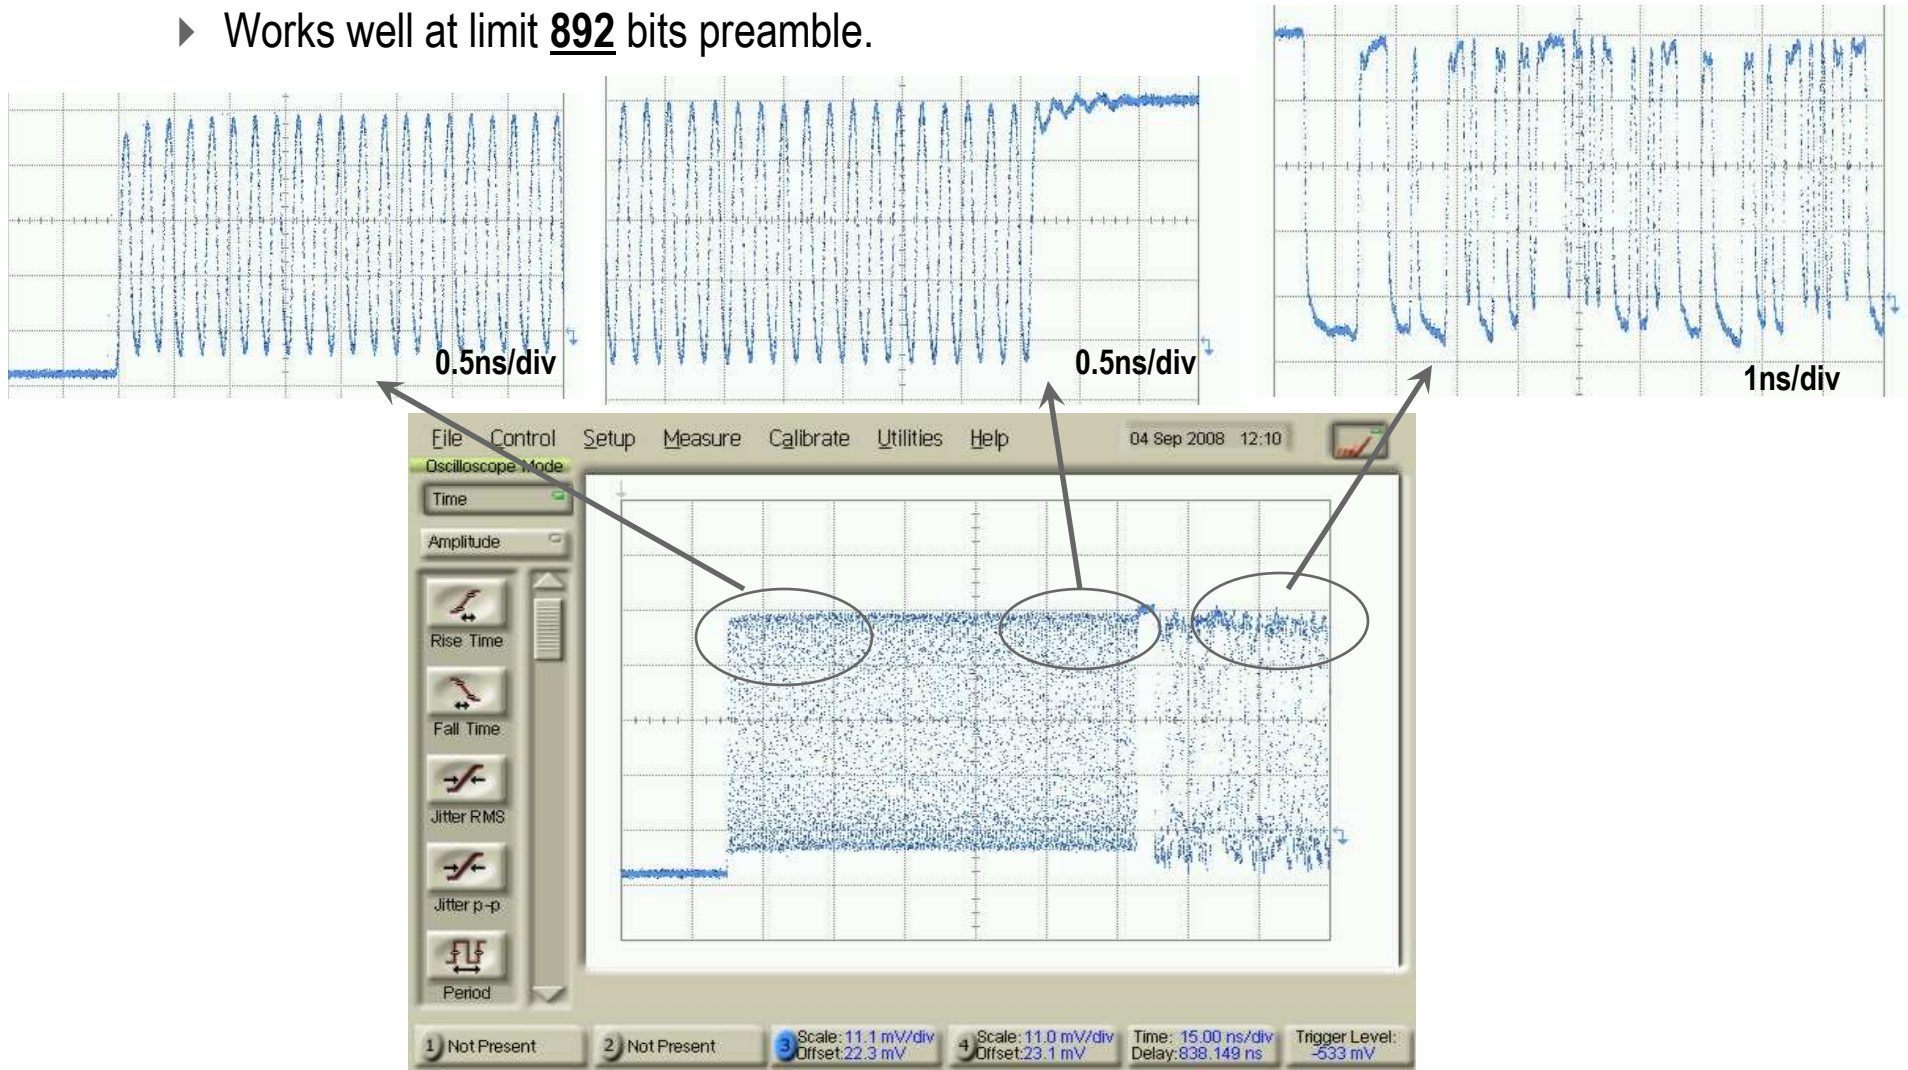 Works well at limit 892 bits preamble.
0.5ns/div
0.5ns/div
1ns/div
File Control Setup Measure Calibrate Utilities Help 04 Sep 2008 12:10
Oscilloscope Mode
Time
Amplitude
Rise Time
Fall Time
Jitter RMS
Jitter p-p
Period
1 Not Present
2 Not Present
3 Scale: 11.1 mV/div
Offset:22.3 mV
4 Scale: 11.0 mV/div
Offset:23.1 mV
Time: 15.00 ns/div
Delay:838.149 ns
Trigger Level:
-533 mV